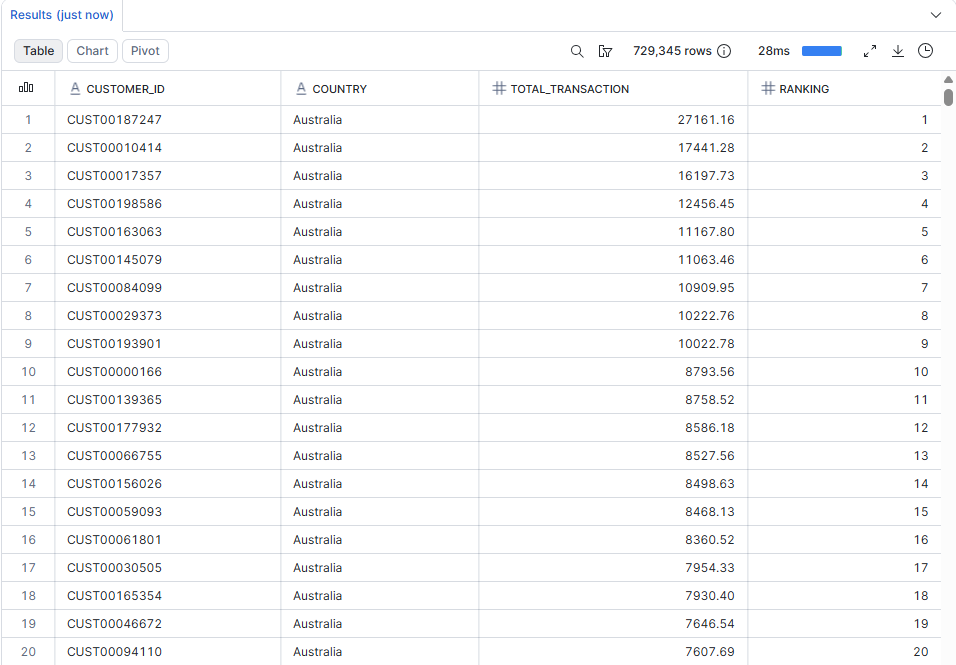 Results (just now)
Table Chart Pivot 729,345 rows 28ms
CUSTOMER_ID COUNTRY TOTAL_TRANSACTION RANKING
1 CUST00187247 Australia 27161.16 1
2 CUST00010414 Australia 17441.28 2
3 CUST00017357 Australia 16197.73 3
4 CUST00198586 Australia 12456.45 4
5 CUST00163063 Australia 11167.80 5
6 CUST00145079 Australia 11063.46 6
7 CUST00084099 Australia 10909.95 7
8 CUST00029373 Australia 10222.76 8
9 CUST00193901 Australia 10022.78 9
10 CUST00000166 Australia 8793.56 10
11 CUST00139365 Australia 8758.52 11
12 CUST00177932 Australia 8586.18 12
13 CUST00066755 Australia 8527.56 13
14 CUST00156026 Australia 8498.63 14
15 CUST00059093 Australia 8468.13 15
16 CUST00061801 Australia 8360.52 16
17 CUST00030505 Australia 7954.33 17
18 CUST00165354 Australia 7930.40 18
19 CUST00046672 Australia 7646.54 19
20 CUST00094110 Australia 7607.69 20